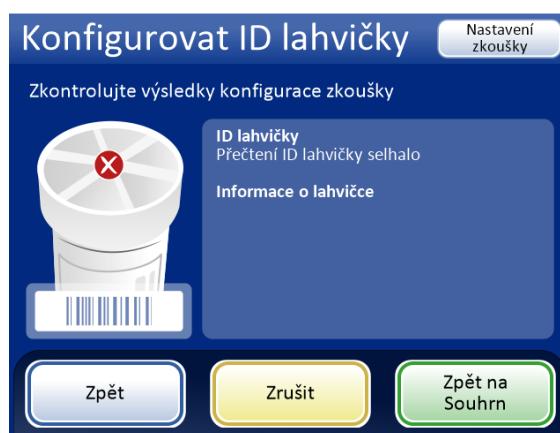 Konfigurovat ID lahvičky
Nastavení
zkoušky
Zkontrolujte výsledky konfigurace zkoušky
ID lahvičky
Přečtení ID lahvičky selhalo
Informace o lahvičce
Zpět
Zrušit
Zpět na
Souhrn